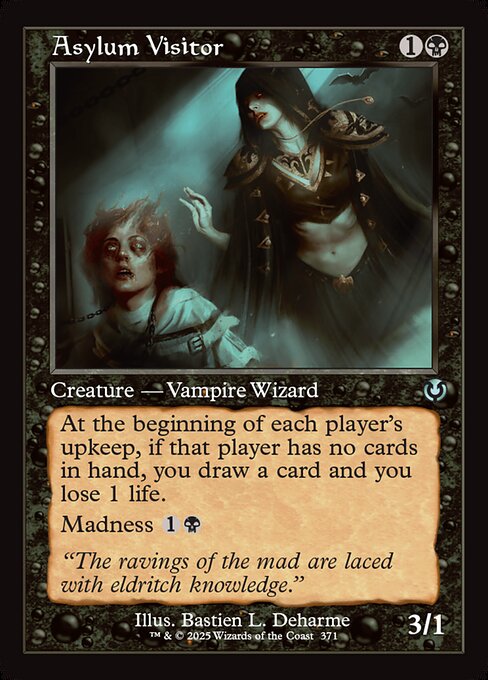 Asylum Visitor 1
Creature — Vampire Wizard
At the beginning of each player's
upkeep, if that player has no cards
in hand, you draw a card and you
lose 1 life.
Madness 1
“The ravings of the mad are laced
with eldritch knowledge.”
Illus. Bastien L. Deharme
™ & © 2025 Wizards of the Coast 371
3/1